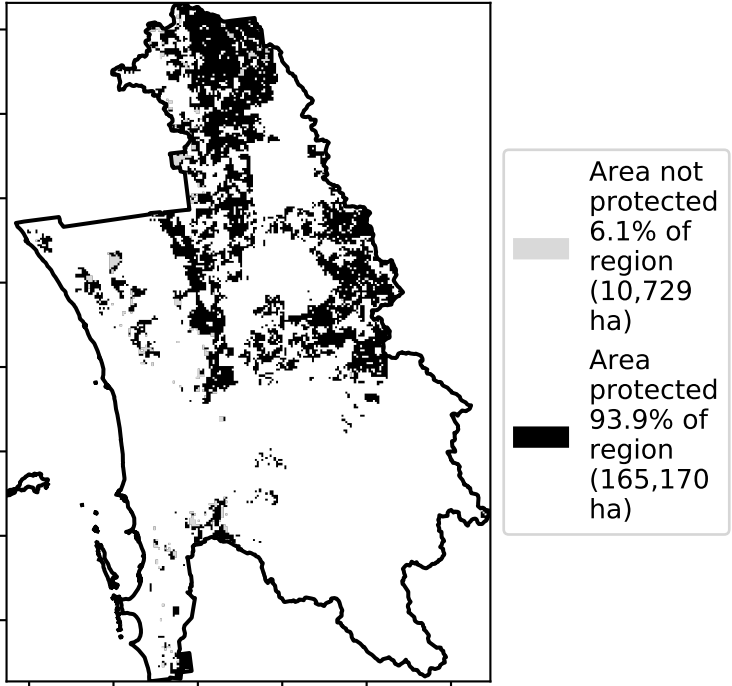 Area not
protected
6.1% of
region
(10,729
ha)
Area
protected
93.9% of
region
(165,170
ha)